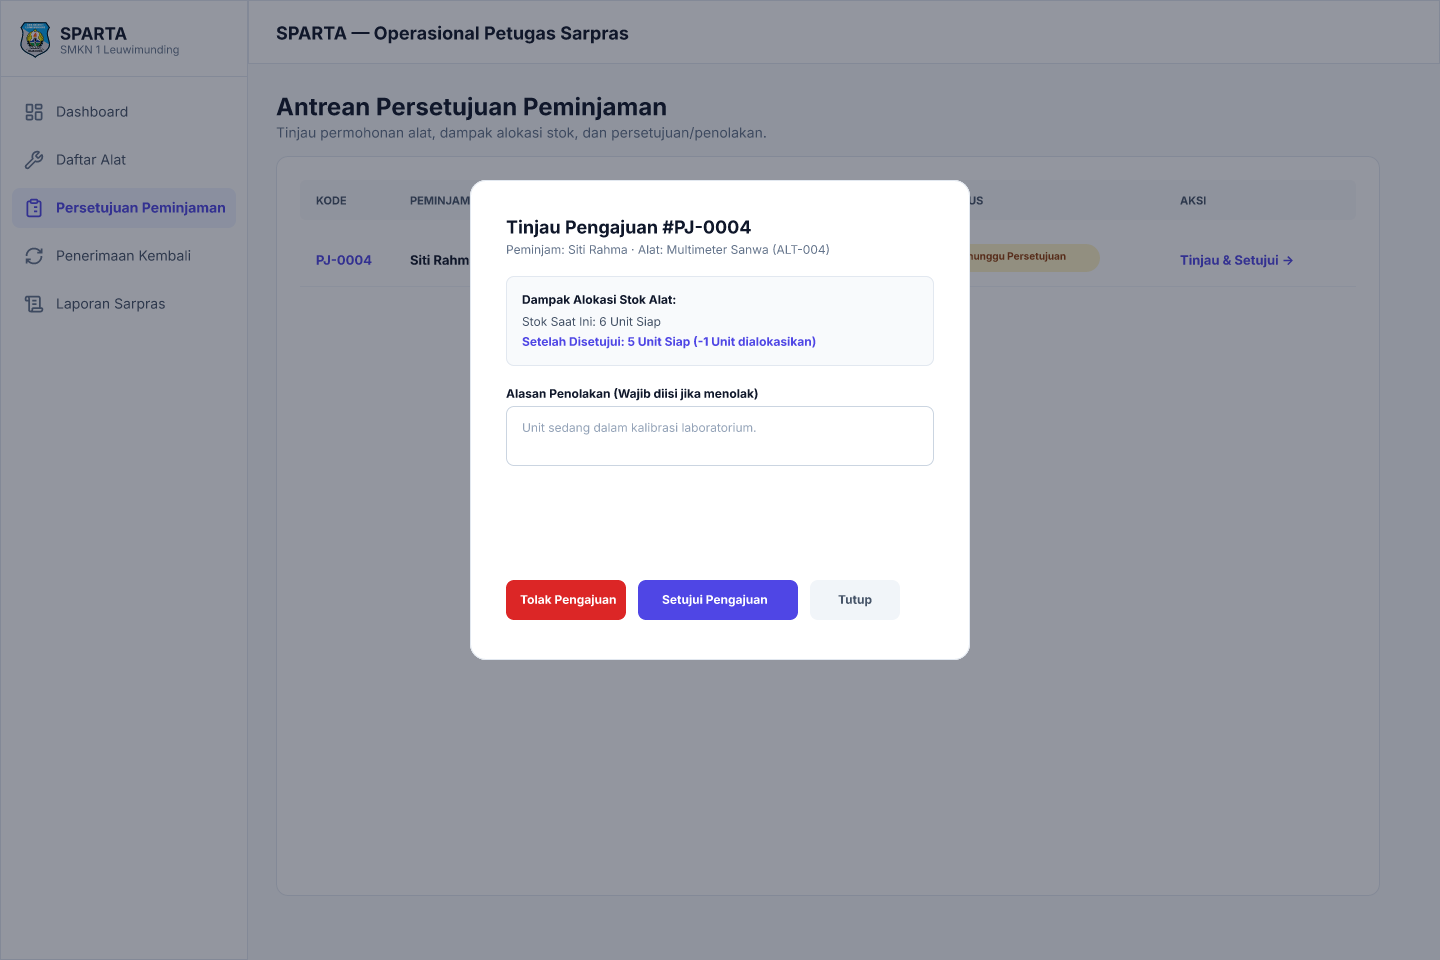 SPARTA
SMKN 1 Leuwimunding
SPARTA — Operasional Petugas Sarpras
Dashboard
Daftar Alat
Persetujuan Peminjaman
Penerimaan Kembali
Laporan Sarpras
Antrean Persetujuan Peminjaman
Tinjau permohonan alat, dampak alokasi stok, dan persetujuan/penolakan.
KODE
AKSI
PJ-0004
Siti
Persetujuan
Tinjau & Setujui →
Tinjau Pengajuan #PJ-0004
Peminjam: Siti Rahma · Alat: Multimeter Sanwa (ALT-004)
Dampak Alokasi Stok Alat:
Stok Saat Ini: 6 Unit Siap
Setelah Disetujui: 5 Unit Siap (-1 Unit dialokasikan)
Alasan Penolakan (Wajib diisi jika menolak)
Unit sedang dalam kalibrasi laboratorium.
Tolak Pengajuan
Setujui Pengajuan
Tutup